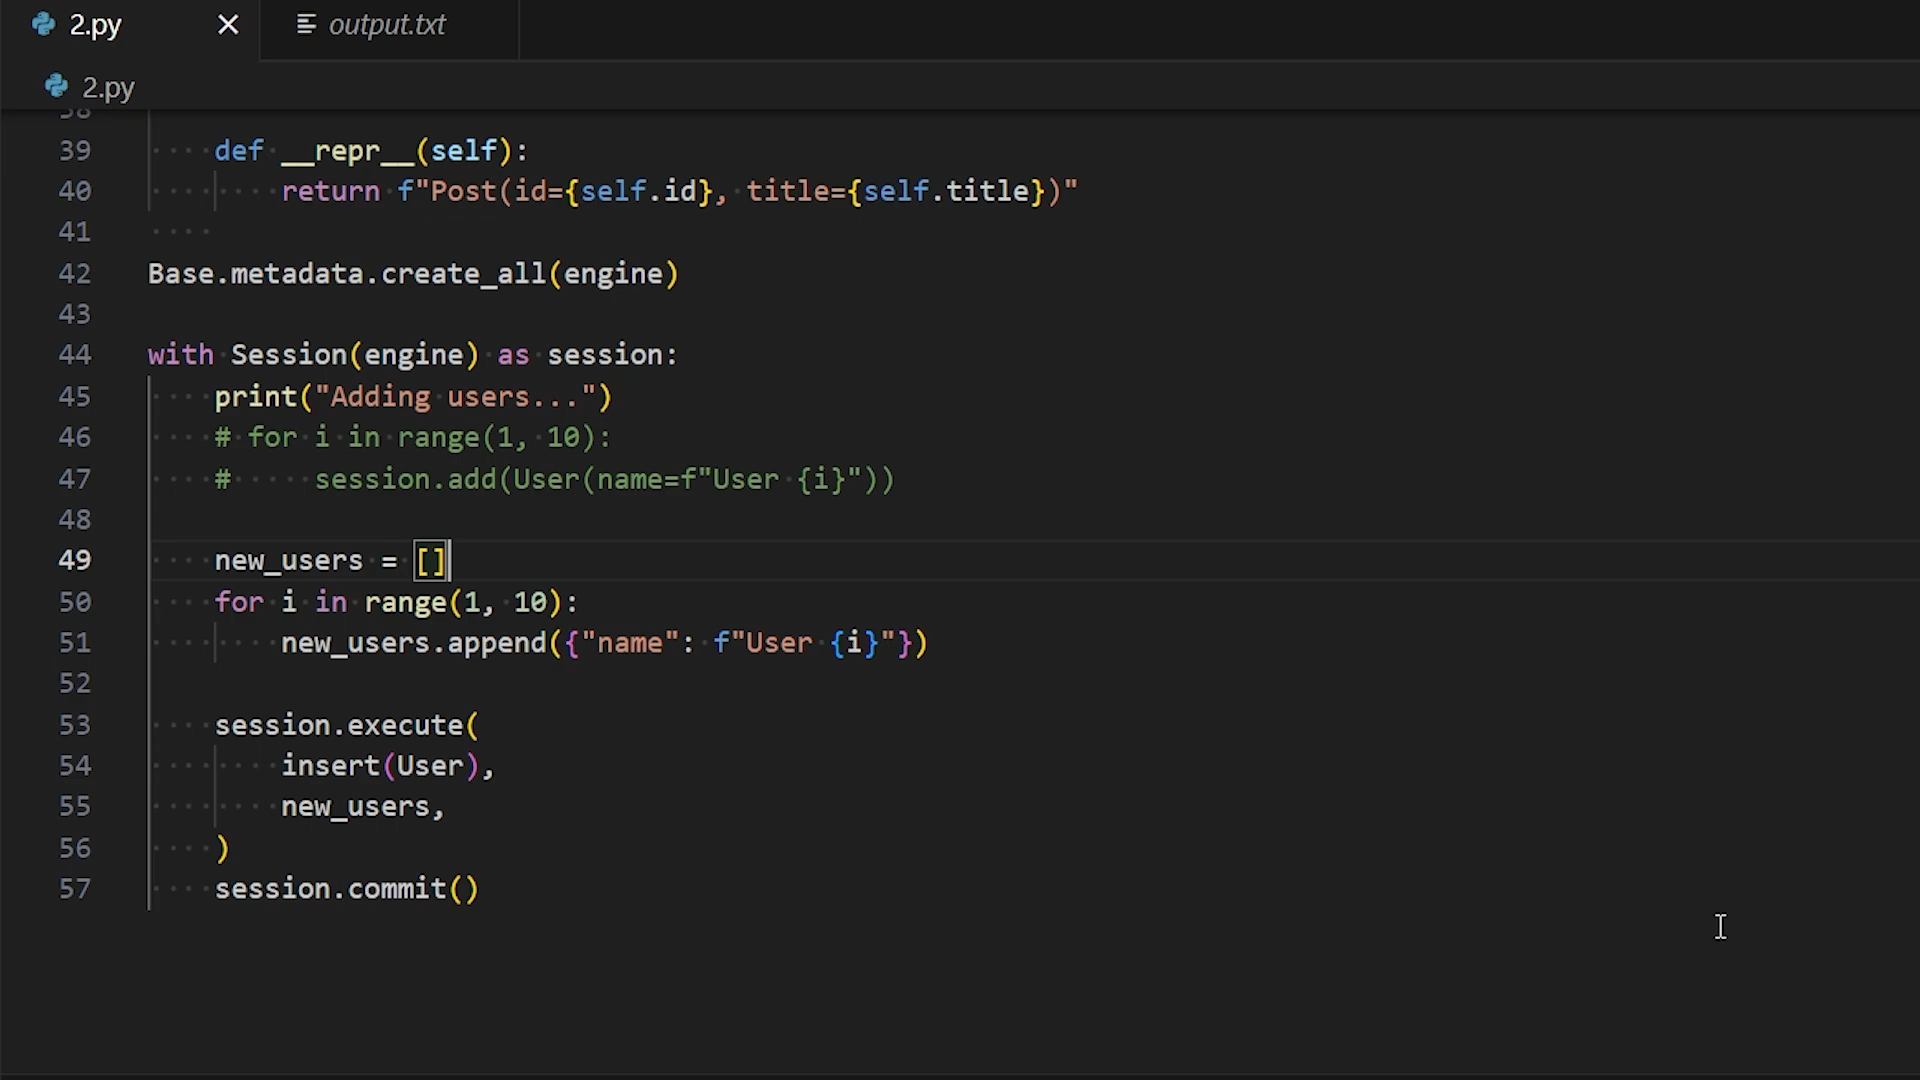 2.py output.txt
2.py
38
39 def __repr__(self):
40 return f"Post(id={self.id}, title={self.title})"
41
42 Base.metadata.create_all(engine)
43
44 with Session(engine) as session:
45 print("Adding users...")
46 # for i in range(1, 10):
47 # session.add(User(name=f"User {i}"))
48
49 new_users = []
50 for i in range(1, 10):
51 new_users.append({"name": f"User {i}"})
52
53 session.execute(
54 insert(User),
55 new_users,
56 )
57 session.commit()